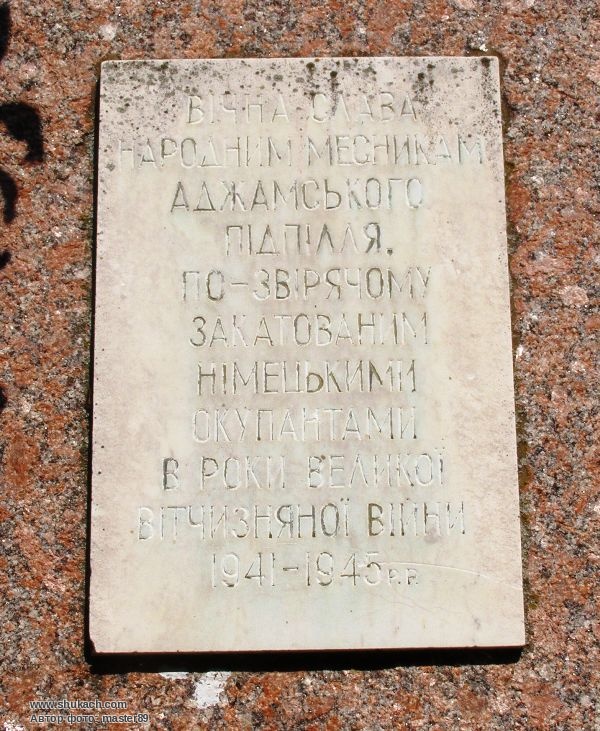 ВІЧНА СЛАВА
НАРОДНИМ МЕСНИКАМ
АДЖАМСЬКОГО
ПІДПІЛЛЯ.
ПО-ЗВІРЯЧОМУ
ЗАКАТОВАНИМ
НІМЕЦЬКИМИ
ОКУПАНТАМИ
В РОКИ ВЕЛИКОЇ
ВІТЧИЗНЯНОЇ ВІЙНИ
1941-1945 Р.Р.
www.shukach.com
Автор фото: master69